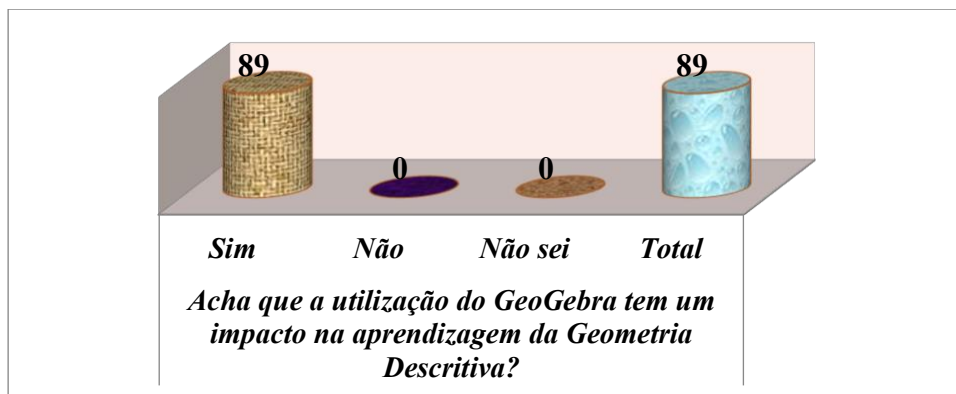 89 89
0 0
Sim Não Não sei Total
Acha que a utilização do GeoGebra tem um
impacto na aprendizagem da Geometria
Descritiva?